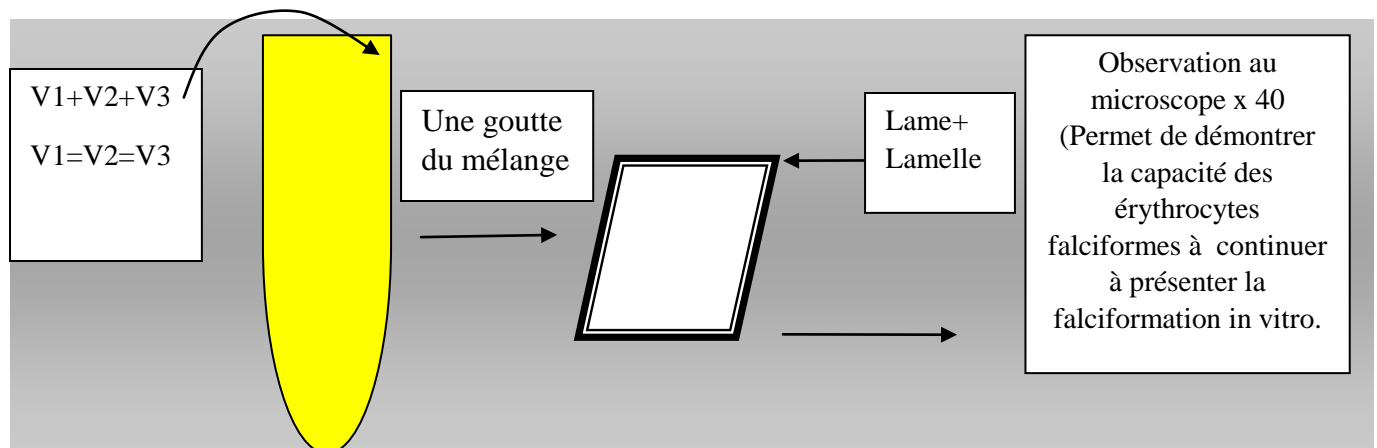 V1+V2+V3
V1=V2=V3
Une goutte
du mélange
Lame+
Lamelle
Observation au
microscope x 40
(Permet de démontrer
la capacité des
érythrocytes
falciformes à continuer
à présenter la
falciformation in vitro.